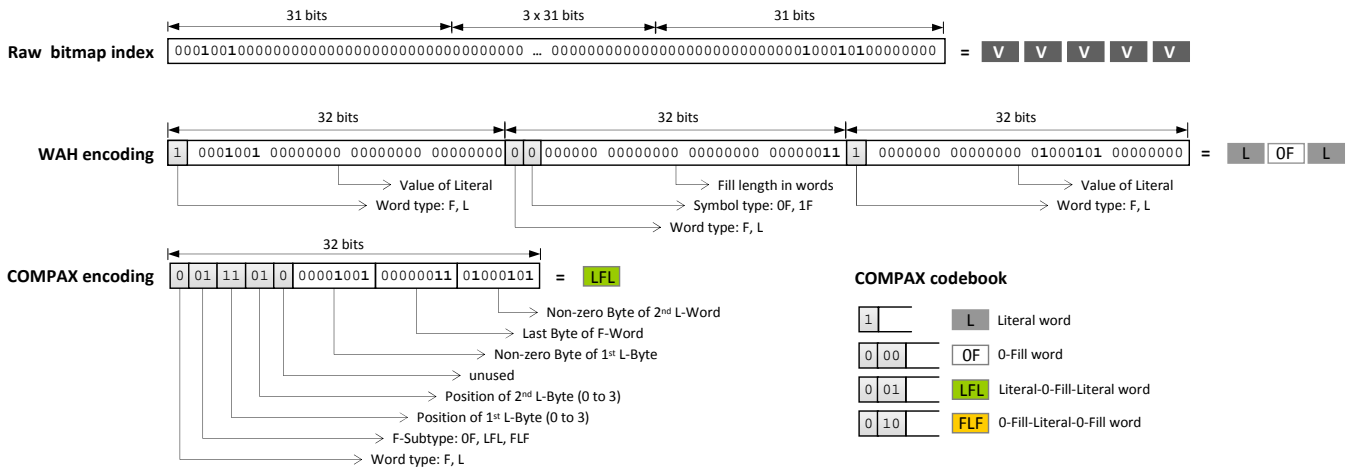 31 bits 3 x 31 bits 31 bits
Raw bitmap index 0001001000000000000000000000000000000000 … 0000000000000000000000000000000100010100000000 = V V V V V
32 bits 32 bits 32 bits
WAH encoding 1 0001001 00000000 00000000 00000000 0 0 000000 00000000 00000000 00000011 1 0000000 00000000 01000101 00000000 = L 0F L
Value of Literal Fill length in words Value of Literal
Word type: F, L Symbol type: 0F, 1F Word type: F, L
Word type: F, L
32 bits
COMPAX encoding 0 01 11 01 0 00001001 00000011 01000101 = LFL
Non-zero Byte of 2nd L-Word
Last Byte of F-Word
Non-zero Byte of 1st L-Byte
unused
Position of 2nd L-Byte (0 to 3)
Position of 1st L-Byte (0 to 3)
F-Subtype: 0F, LFL, FLF
Word type: F, L
COMPAX codebook
1 L Literal word
0 00 0F 0-Fill word
0 01 LFL Literal-0-Fill-Literal word
0 10 FLF 0-Fill-Literal-0-Fill word